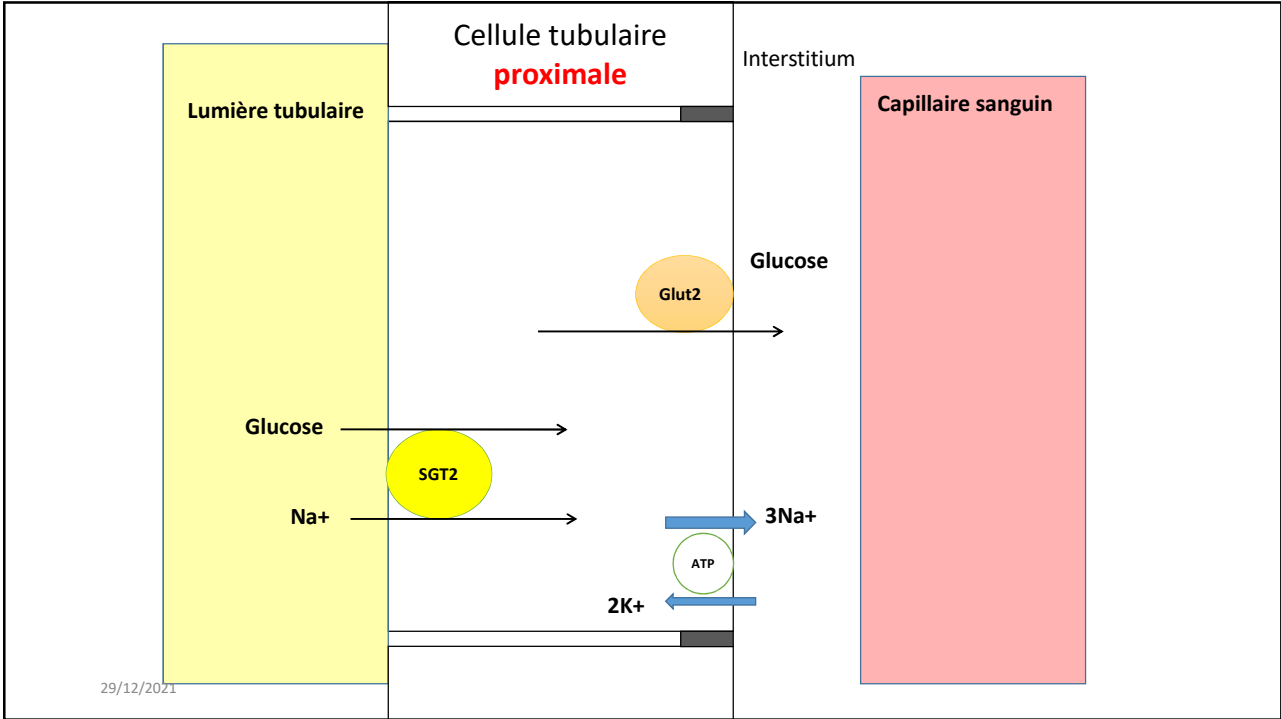 Cellule tubulaire
proximale
Interstitium
Lumière tubulaire
Capillaire sanguin
Glucose
Glut2
Glucose
SGT2
Na+
3Na+
ATP
2K+
29/12/2021